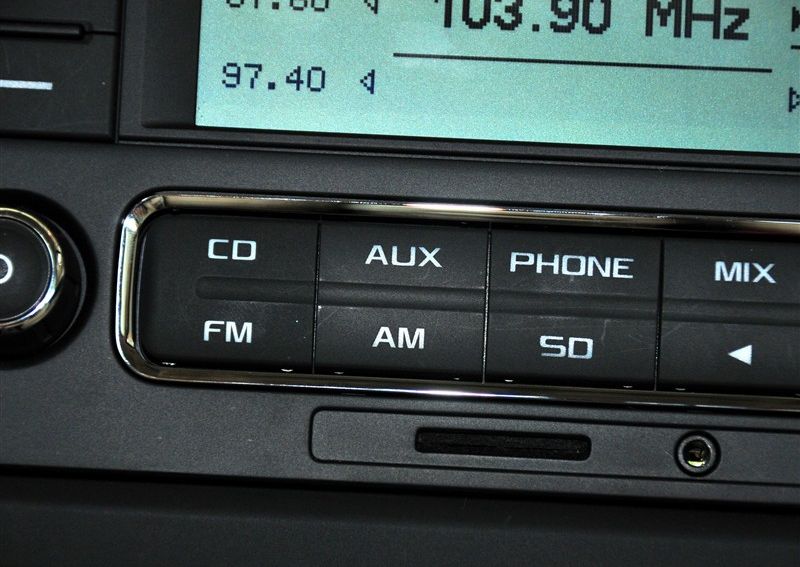 103.90 MHz
97.40
CD AUX PHONE MIX
FM AM SD